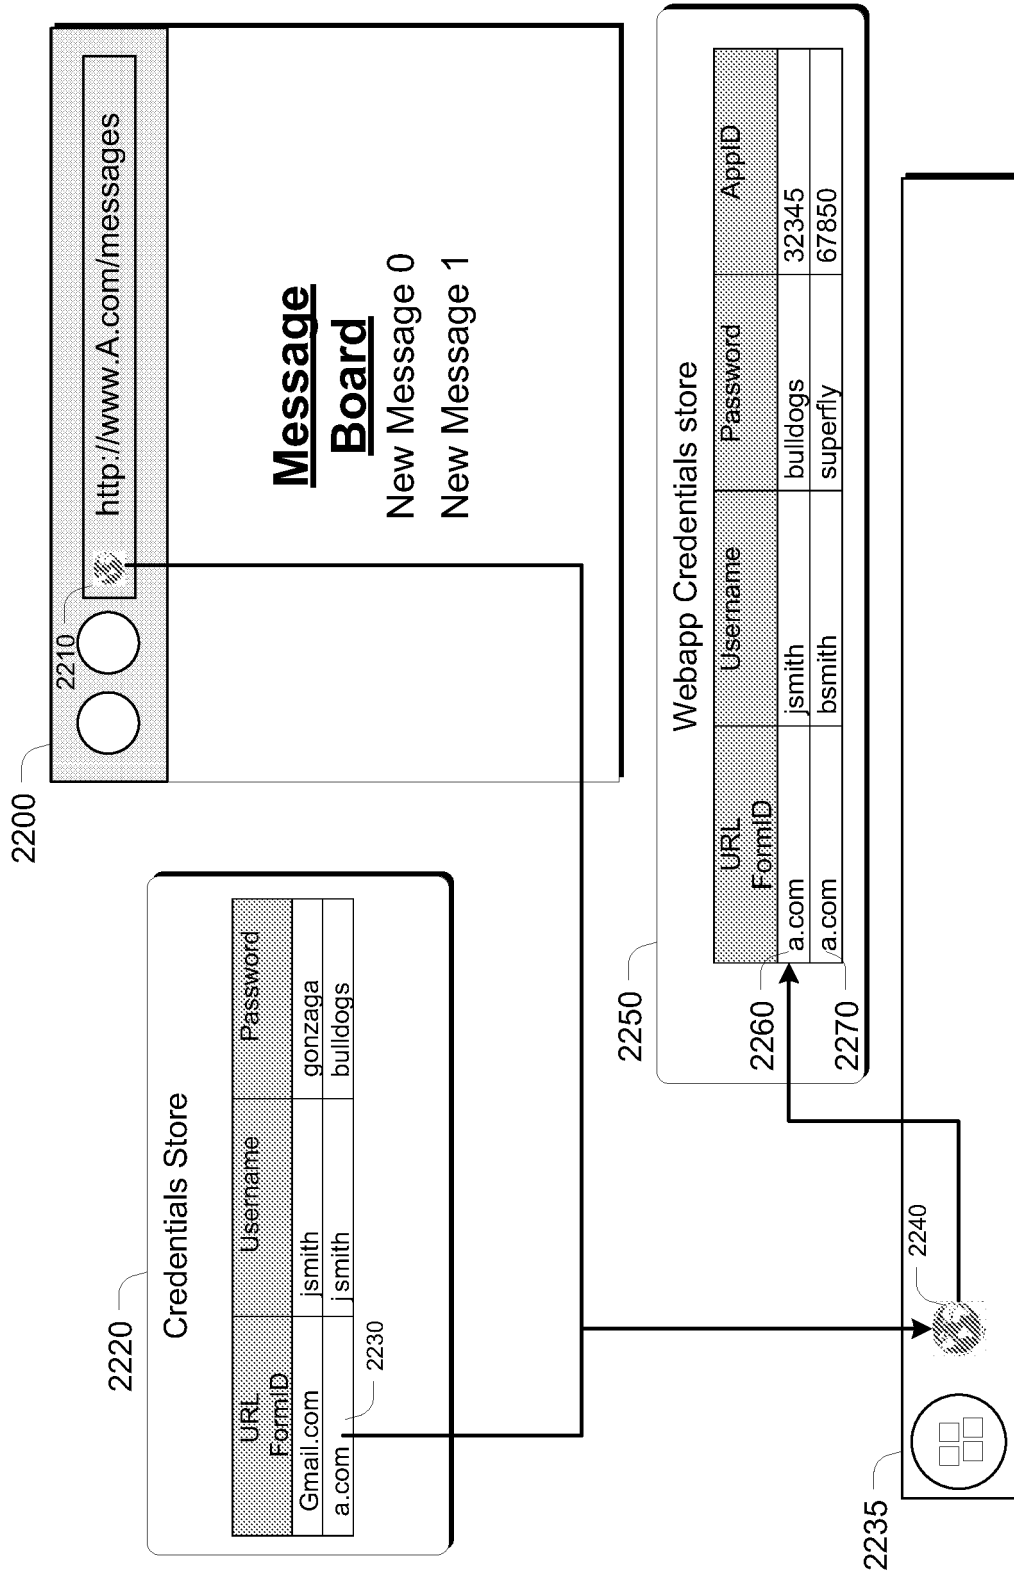 2200
2210
http://www.A.com/messages
Message
Board
New Message 0
New Message 1
2220
Credentials Store
URL FormID Username Password
Gmail.com jsmith gonzaga
a.com jsmith bulldogs
2230
2250
Webapp Credentials store
URL FormID Username Password AppID
2260 a.com jsmith bulldogs 32345
2270 a.com bsmith superfly 67850
2235
2240